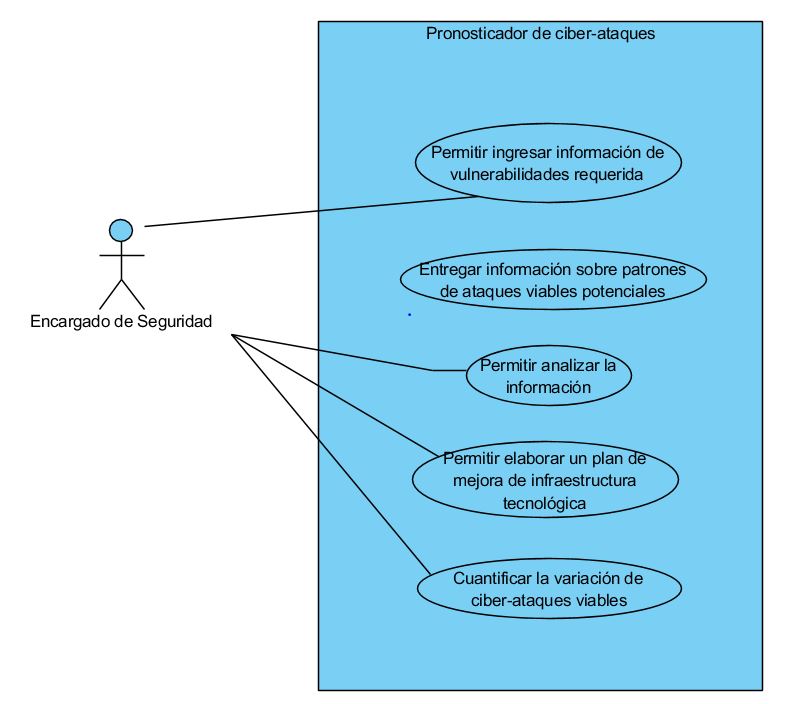 Pronosticador de ciber-ataques
Permitir ingresar información de
vulnerabilidades requerida
Entregar información sobre patrones
de ataques viables potenciales
Encargado de Seguridad
Permitir analizar la
información
Permitir elaborar un plan de
mejora de infraestructura
tecnológica
Cuantificar la variación de
ciber-ataques viables